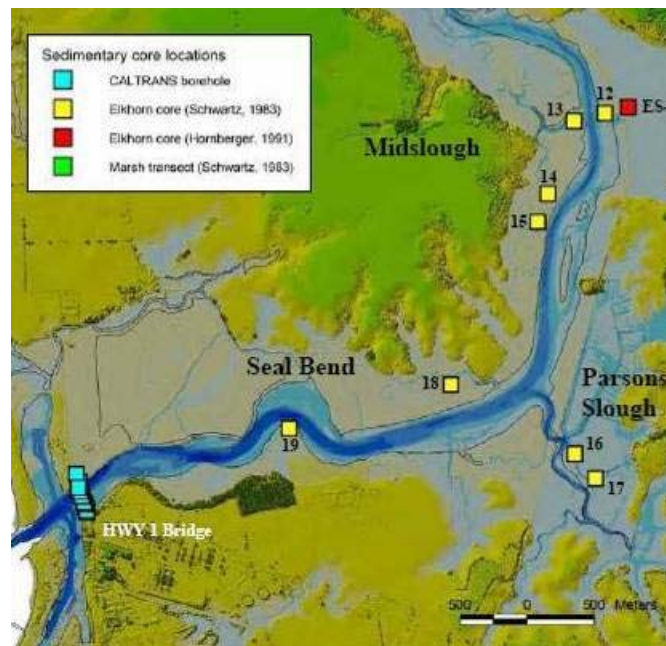 Sedimentary core locations
CALTRANS borehole
Elkhorn core (Schwartz, 1983)
Elkhorn core (Hornberger, 1991)
Marsh transect (Schwartz, 1983)
12
ES-
13
Midslough
14
15
Seal Bend
18
Parsons
Slough
19
16
17
HWY 1 Bridge
500 0 500 Meters